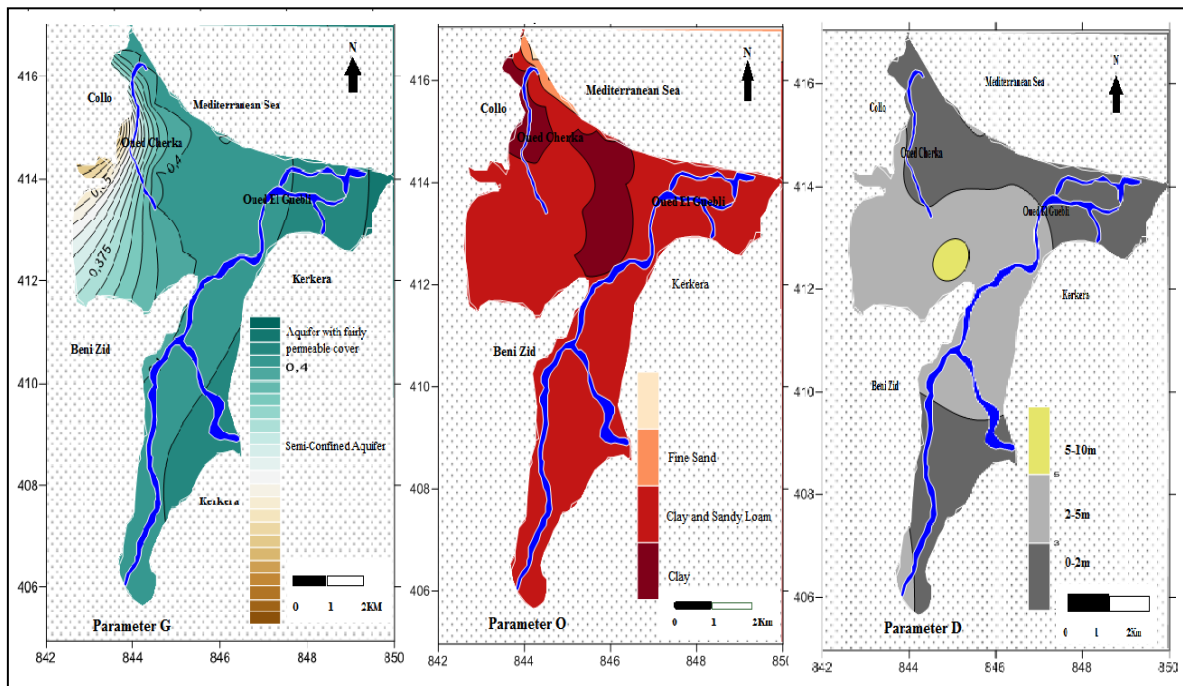 416
414
412
410
408
406
842
844
846
848
850
N
Collo
Mediterranean Sea
Oued Cherka
0,4
0,375
Oued El Guebli
Kerkera
Beni Zid
Aquifer with fairly
permeable cover
0,4
Semi-Confined Aquifer
Kerkera
0 1 2KM
Parameter G
416
414
412
410
408
406
842
844
846
848
N
Collo
Mediterranean Sea
Oued Cherka
Oued El Guebli
Kerkera
Beni Zid
Fine Sand
Clay and Sandy Loam
Clay
0 1 2Km
Parameter O
414
412
410
408
406
842
844
846
848
850
N
Collo
Mediterranean Sea
Oued Cherka
Oued El Guebli
Kerkera
Beni Zid
5-10m
5
2-5m
3
0-2m
0 1 2Km
Parameter D